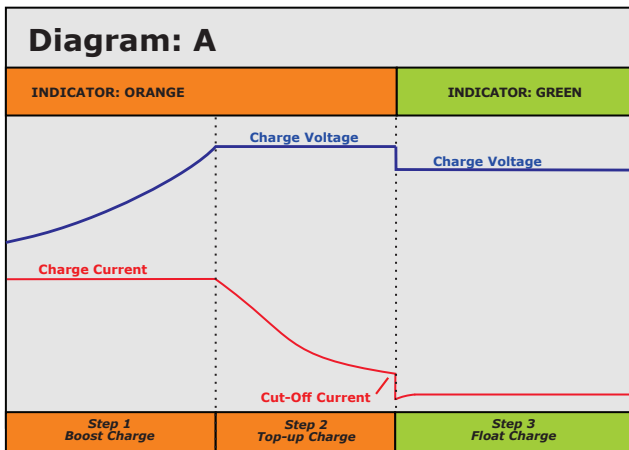 Diagram: A
INDICATOR: ORANGE
INDICATOR: GREEN
Charge Voltage
Charge Voltage
Charge Current
Cut-Off Current
Step 1
Boost Charge
Step 2
Top-up Charge
Step 3
Float Charge